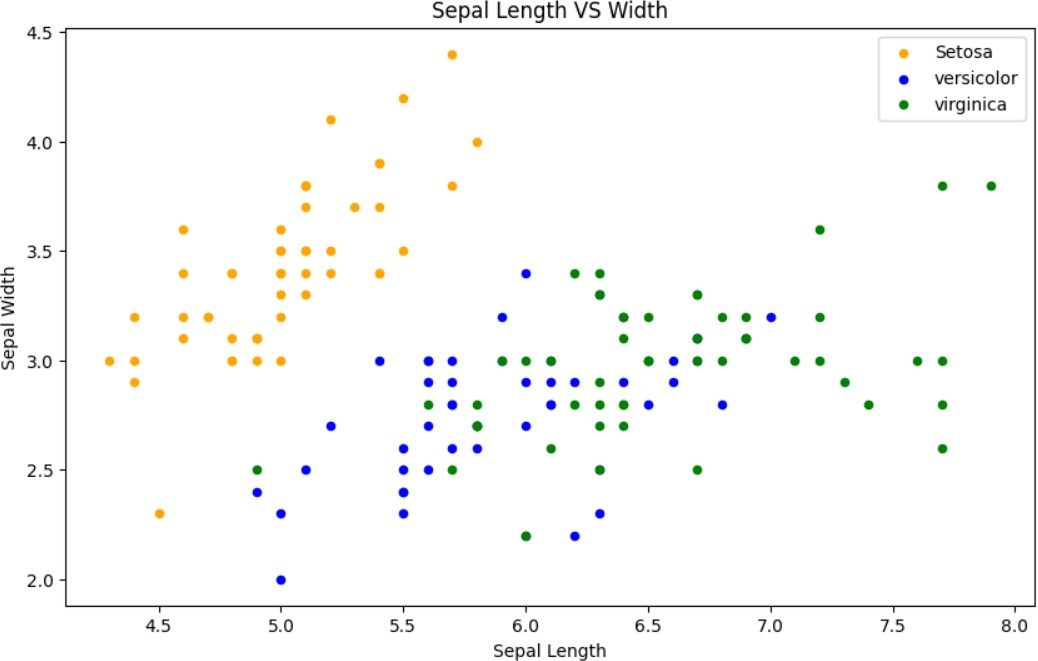 Sepal Length VS Width
4.5
4.0
3.5
3.0
2.5
2.0
Sepal Width
Setosa
versicolor
virginica
4.5 5.0 5.5 6.0 6.5 7.0 7.5 8.0
Sepal Length